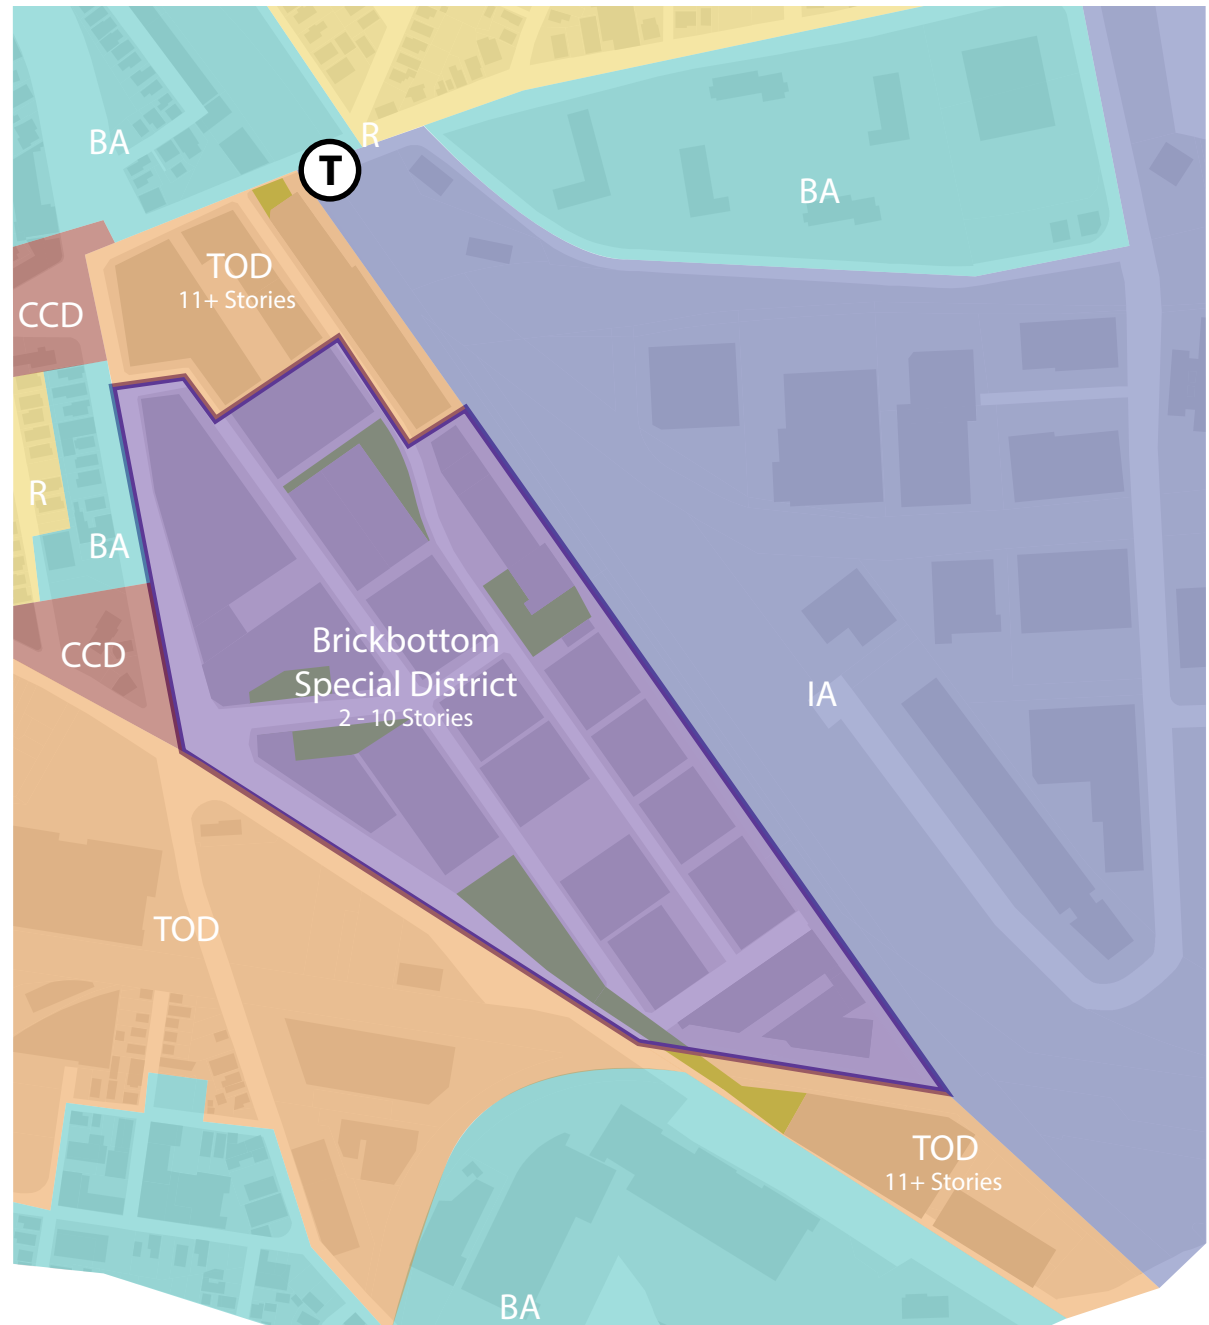 R
BA
T
BA
TOD
11+ Stories
CCD
R
BA
Brickbottom
Special District
2 - 10 Stories
CCD
IA
TOD
TOD
11+ Stories
BA